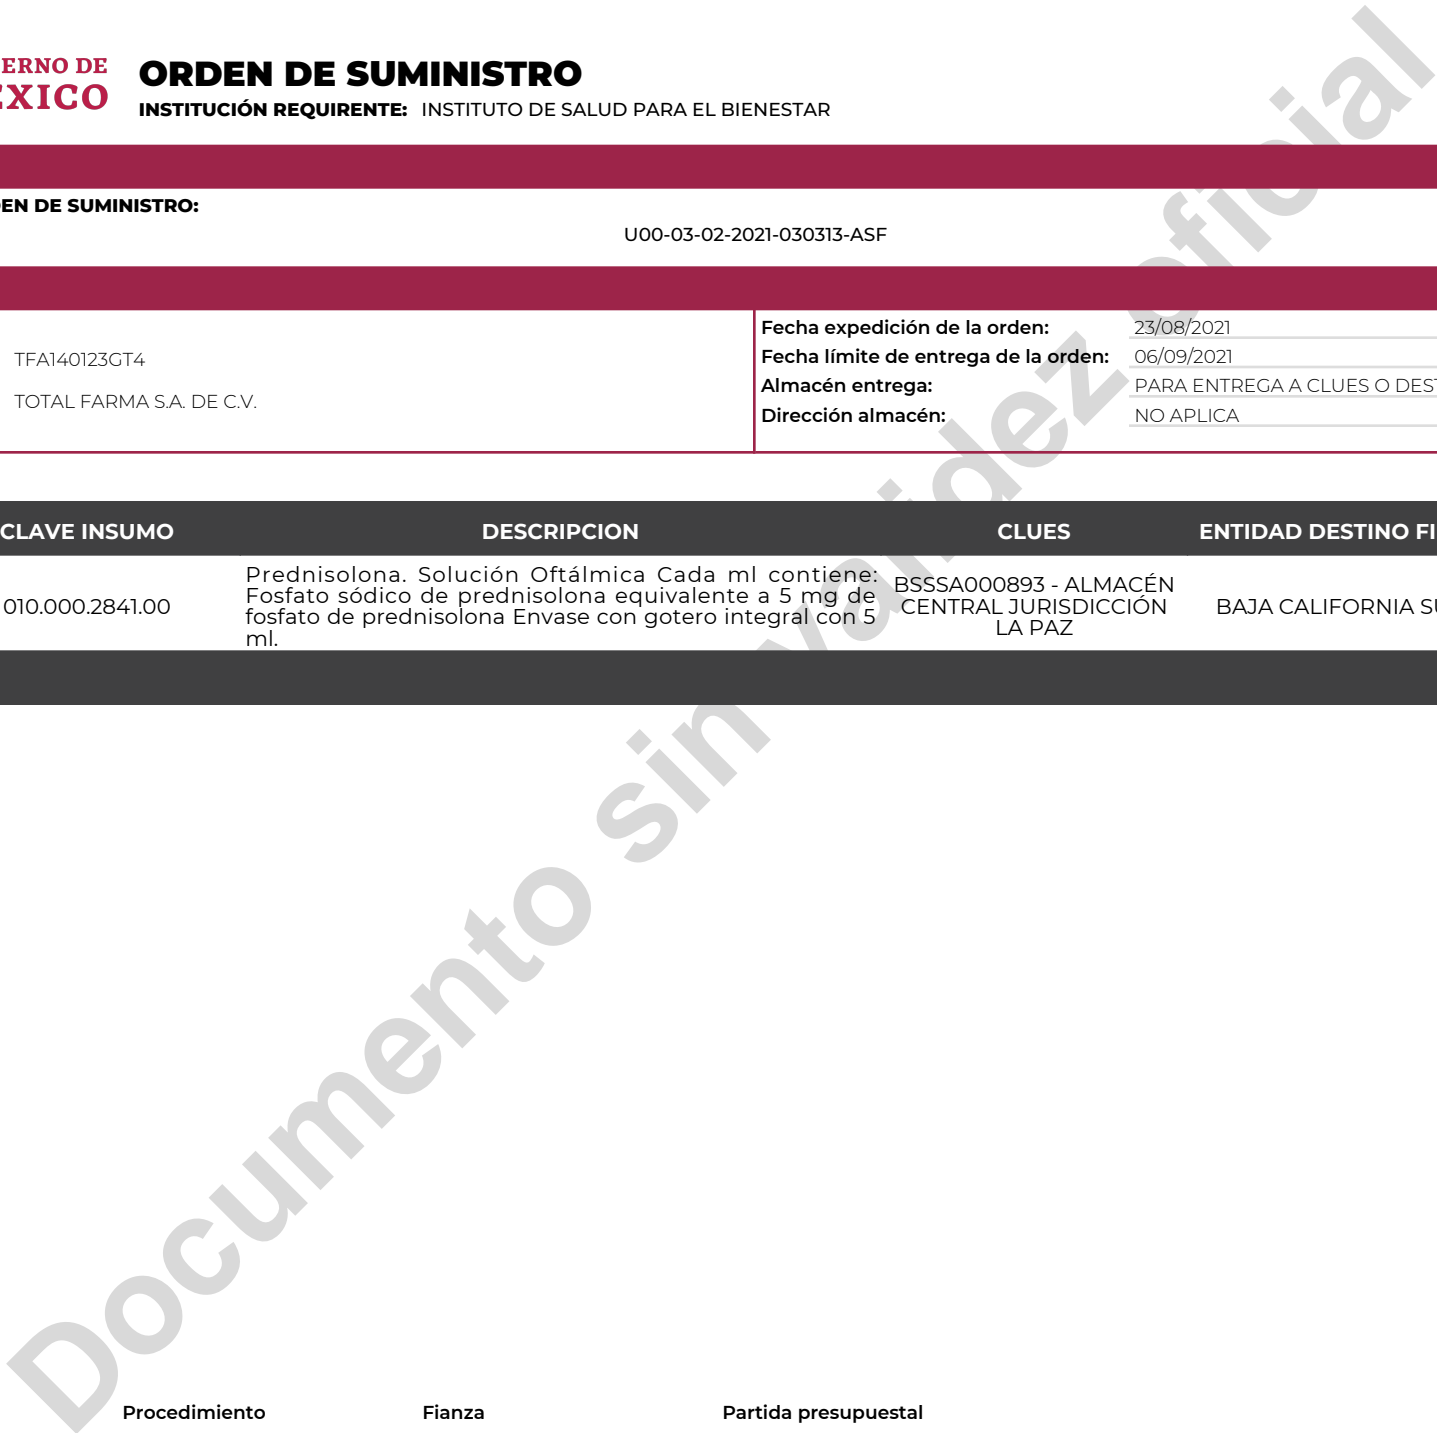 ERNO DE
EXICO
ORDEN DE SUMINISTRO
INSTITUCIÓN REQUIRENTE: INSTITUTO DE SALUD PARA EL BIENESTAR
EN DE SUMINISTRO:
U00-03-02-2021-030313-ASF
TFA140123GT4
TOTAL FARMA S.A. DE C.V.
Fecha expedición de la orden: 23/08/2021
Fecha límite de entrega de la orden: 06/09/2021
Almacén entrega: PARA ENTREGA A CLUES O DEST
Dirección almacén: NO APLICA
CLAVE INSUMO DESCRIPCION CLUES ENTIDAD DESTINO FI
010.000.2841.00
Prednisolona. Solución Oftálmica Cada ml contiene:
Fosfato sódico de prednisolona equivalente a 5 mg de
fosfato de prednisolona Envase con gotero integral con 5
ml.
BSSSA000893 - ALMACÉN
CENTRAL JURISDICCIÓN
LA PAZ
BAJA CALIFORNIA SU
Documento sin validez oficial
Procedimiento Fianza Partida presupuestal